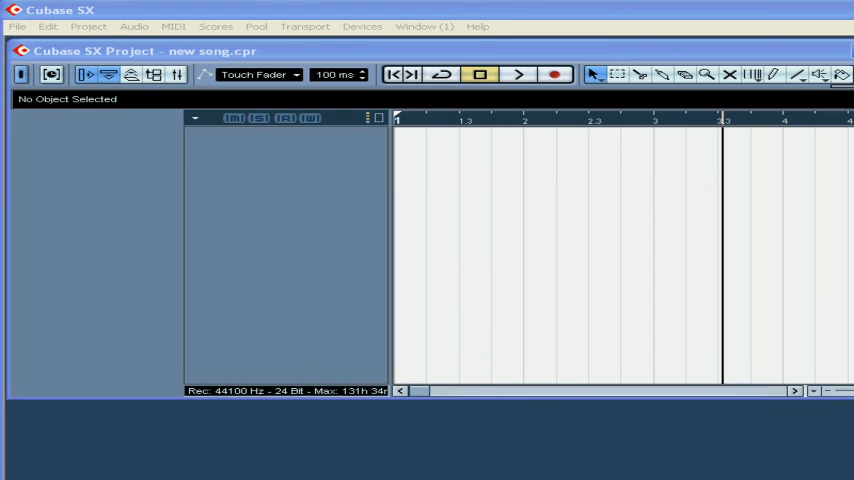 Cubase SX
File Edit Project Audio MIDI Scores Pool Transport Devices Window (1) Help
Cubase SX Project - new song.cpr
Touch Fader 100 ms
No Object Selected
M S R W
1 1.3 2 2.3 3 3.3 4 4
Rec: 44100 Hz - 24 Bit - Max: 131h 34